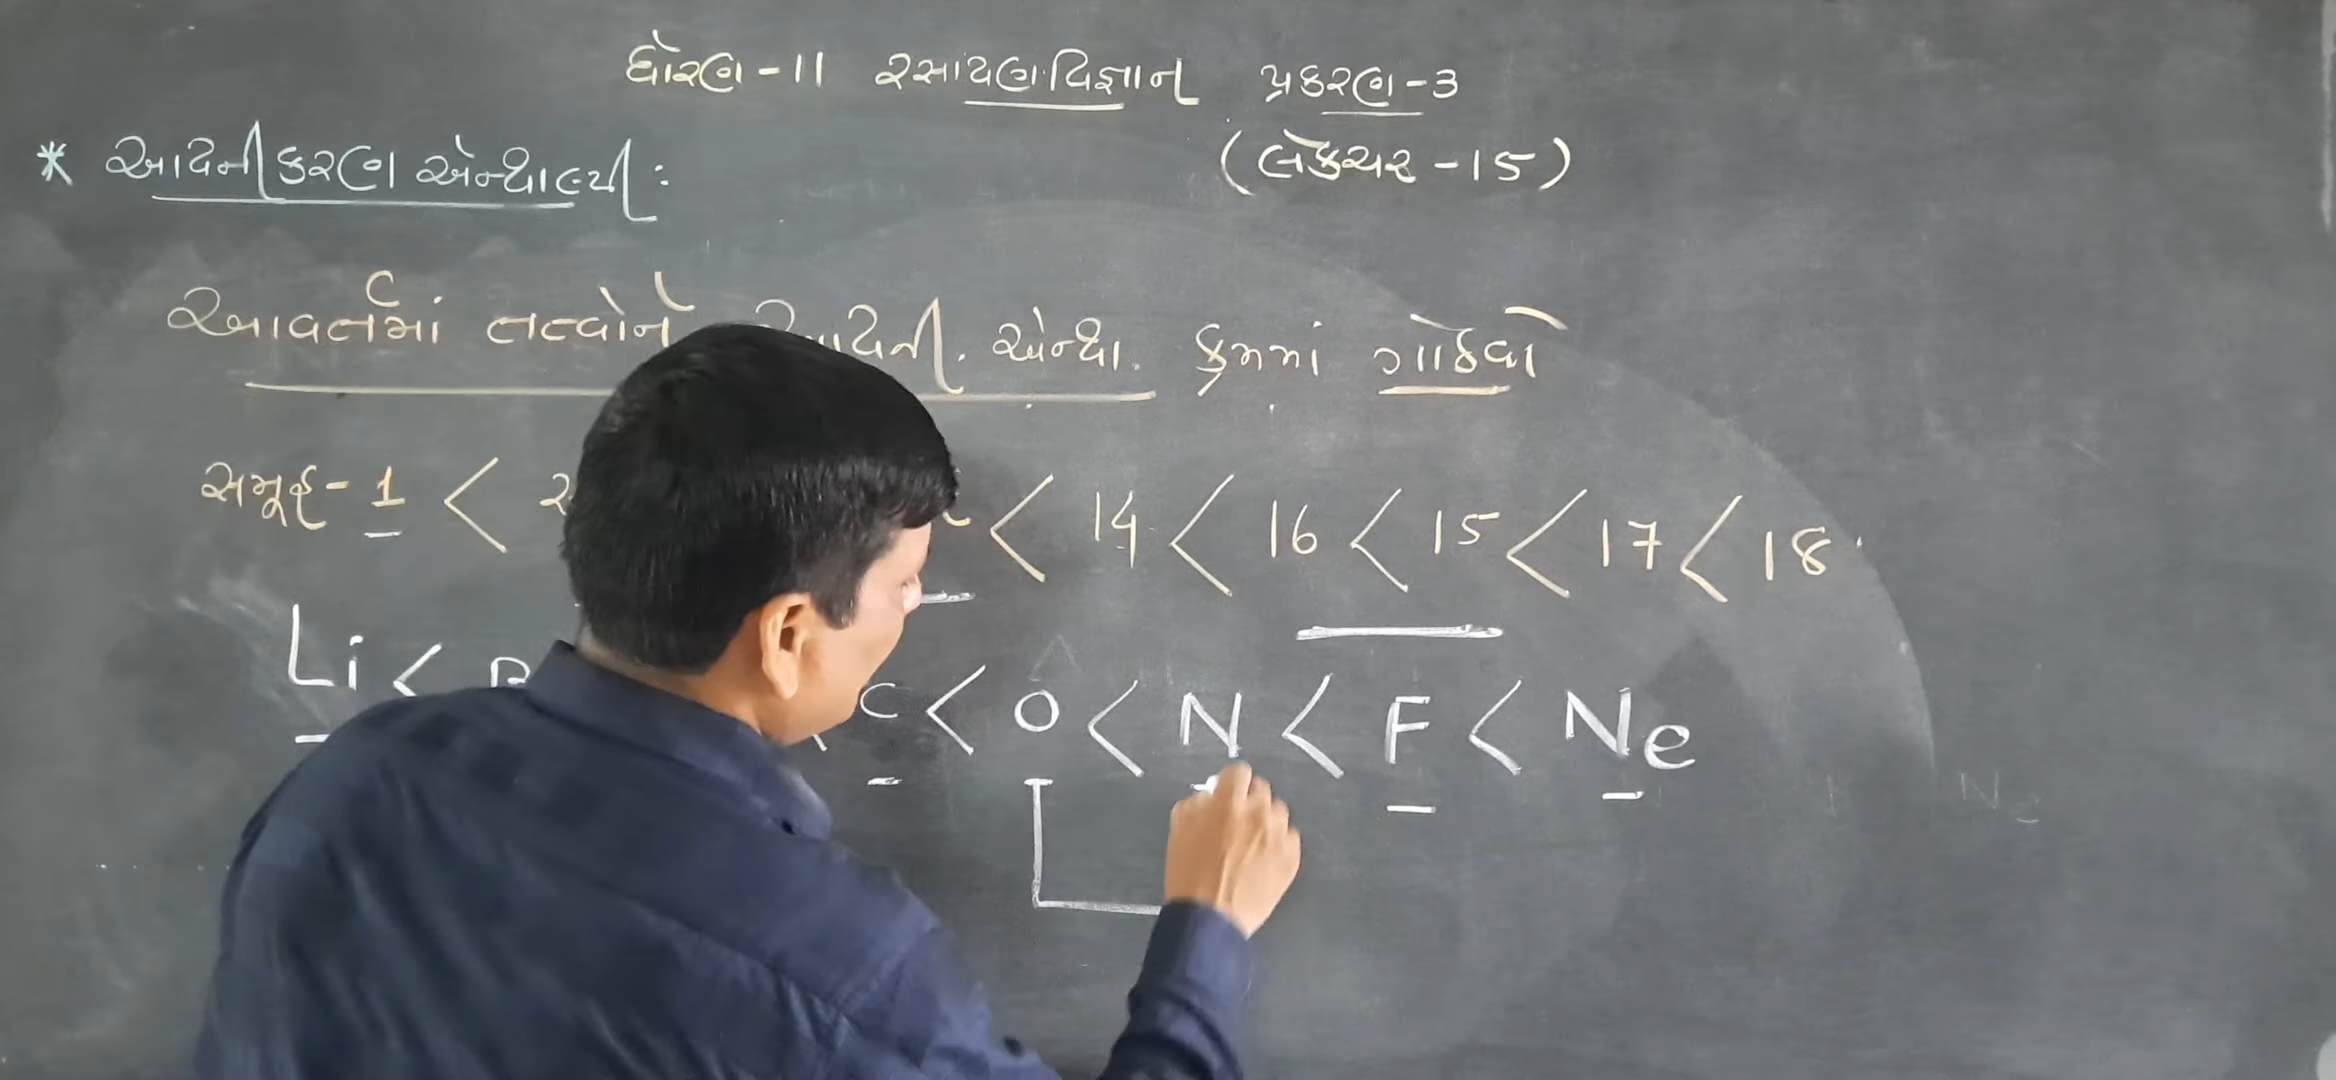 ધોરણ - 11 રસાયણવિજ્ઞાન પ્રકરણ - 3
(લેકચર - 15)
* આયનીકરણ એન્થાલ્પી :
આવર્તમાં તત્વોને આયની. એન્થા. ક્રમમાં ગોઠવો
સમૂહ - 1 < < 14 < 16 < 15 < 17 < 18
Li < C < O < N < F < Ne